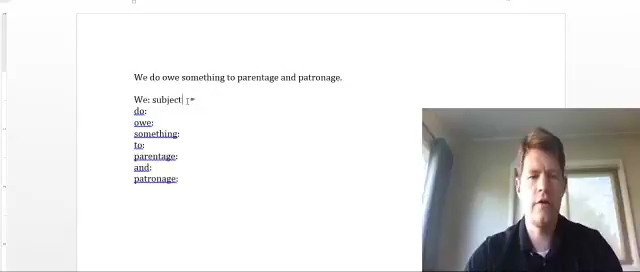 We do owe something to parentage and patronage.
We: subject
do:
owe:
something:
to:
parentage:
and:
patronage: